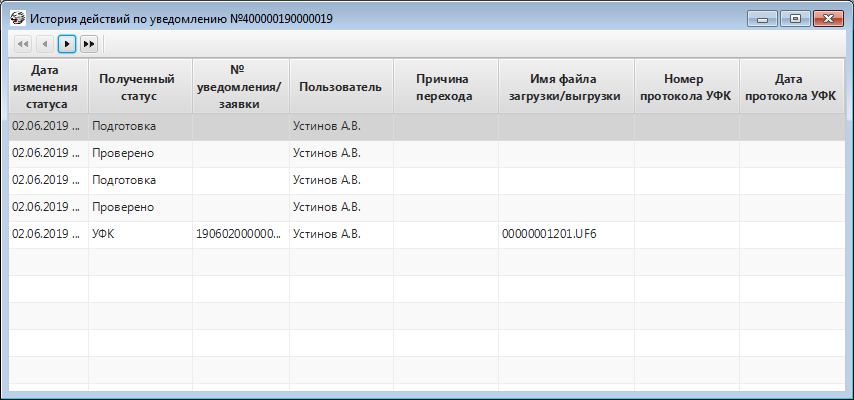 История действий по уведомлению №400000190000019
Дата изменения статуса
Полученный статус
№ уведомления/заявки
Пользователь
Причина перехода
Имя файла загрузки/выгрузки
Номер протокола УФК
Дата протокола УФК
02.06.2019 ... Подготовка Устинов А.В.
02.06.2019 ... Проверено Устинов А.В.
02.06.2019 ... Подготовка Устинов А.В.
02.06.2019 ... Проверено Устинов А.В.
02.06.2019 ... УФК 190602000000... Устинов А.В. 00000001201.UF6